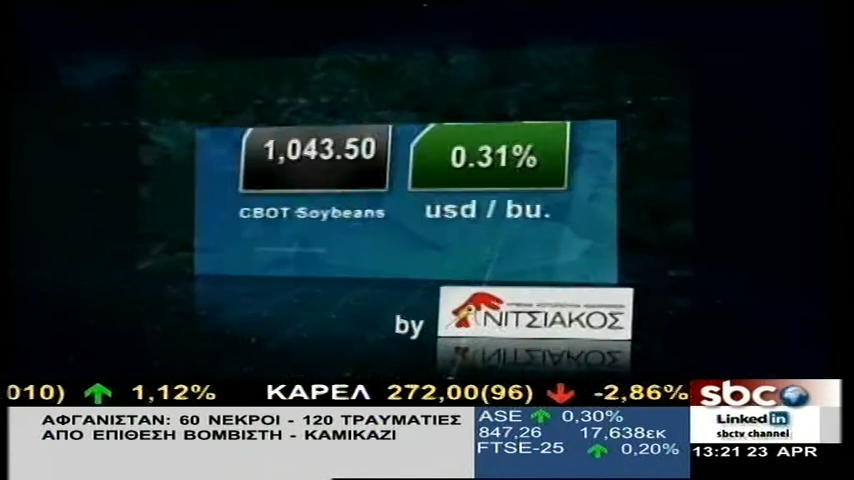 1,043.50
0.31%
CBOT Soybeans
usd / bu.
by
ΝΙΤΣΙΑΚΟΣ
010) 1,12% ΚΑΡΕΛ 272,00(96) -2,86%
sbc
ΑΦΓΑΝΙΣΤΑΝ: 60 ΝΕΚΡΟΙ - 120 ΤΡΑΥΜΑΤΙΕΣ
ΑΠΟ ΕΠΙΘΕΣΗ ΒΟΜΒΙΣΤΗ - ΚΑΜΙΚΑΖΙ
ASE 0,30%
847,26 17,638εκ
FTSE-25 0,20%
Linked in
sbctv channel
13:21 23 APR